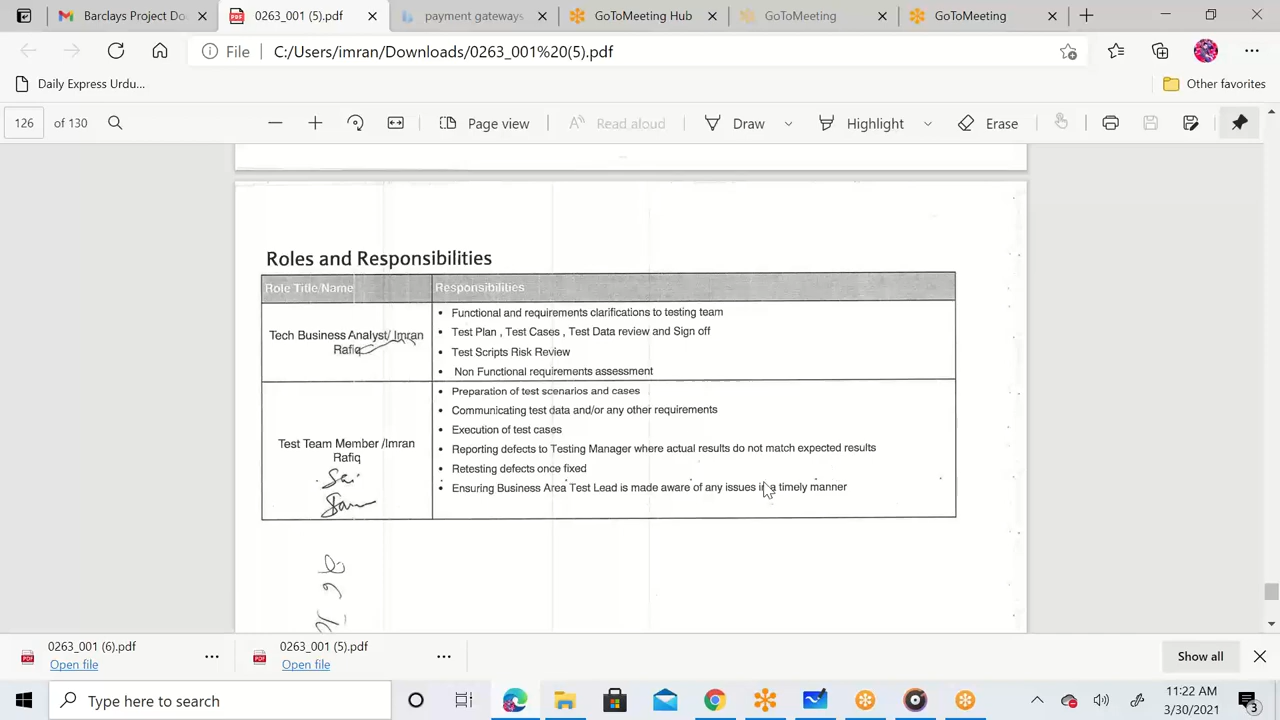 Barclays Project Doc
0263_001 (5).pdf
payment gateways
GoToMeeting Hub
GoToMeeting
GoToMeeting
File
C:/Users/imran/Downloads/0263_001%20(5).pdf
Daily Express Urdu...
Other favorites
126
of 130
Page view
Read aloud
Draw
Highlight
Erase
Roles and Responsibilities
Role Title/Name
Responsibilities
Tech Business Analyst/ Imran
Rafiq
• Functional and requirements clarifications to testing team
• Test Plan , Test Cases , Test Data review and Sign off
• Test Scripts Risk Review
• Non Functional requirements assessment
Test Team Member /Imran
Rafiq
• Preparation of test scenarios and cases
• Communicating test data and/or any other requirements
• Execution of test cases
• Reporting defects to Testing Manager where actual results do not match expected results
• Retesting defects once fixed
• Ensuring Business Area Test Lead is made aware of any issues in a timely manner
0263_001 (6).pdf
Open file
0263_001 (5).pdf
Open file
Show all
Type here to search
11:22 AM
3/30/2021
3